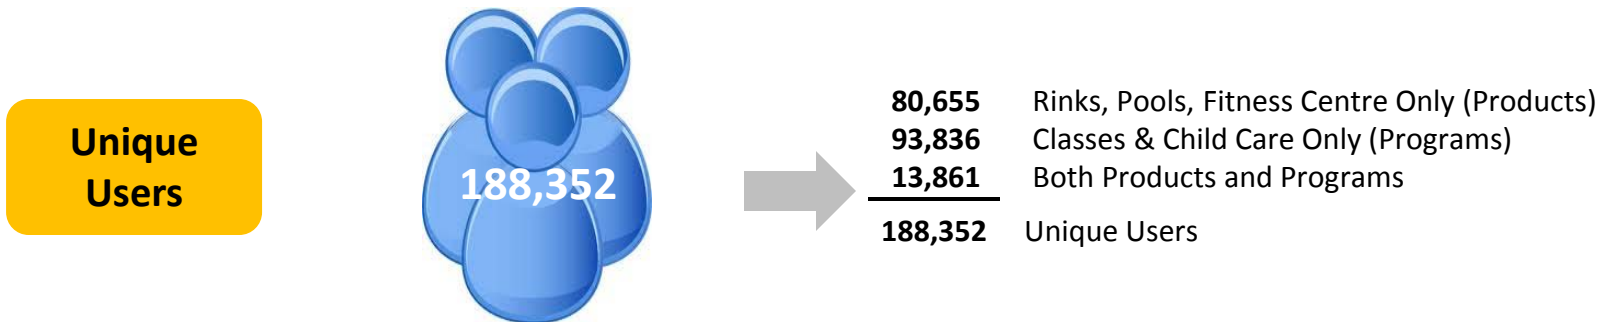 Unique
Users
188,352
80,655 Rinks, Pools, Fitness Centre Only (Products)
93,836 Classes & Child Care Only (Programs)
13,861 Both Products and Programs
188,352 Unique Users